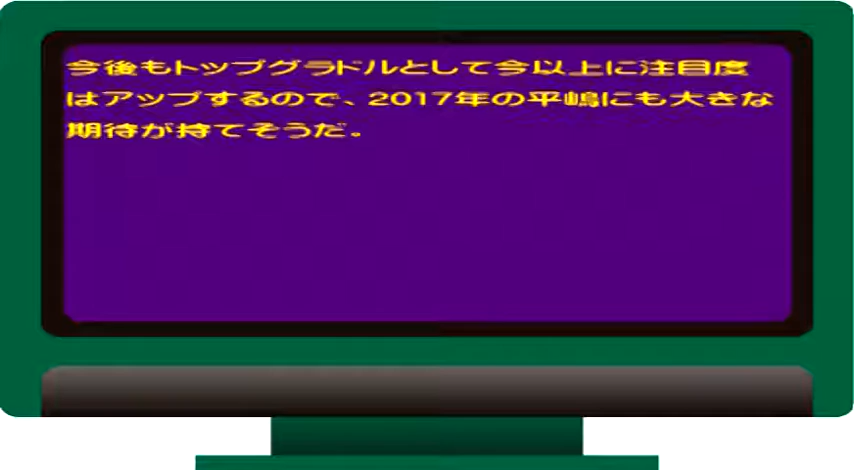 今後もトップグラドルとして今以上に注目度
はアップするので、2017年の平嶋にも大きな
期待が持てそうだ。